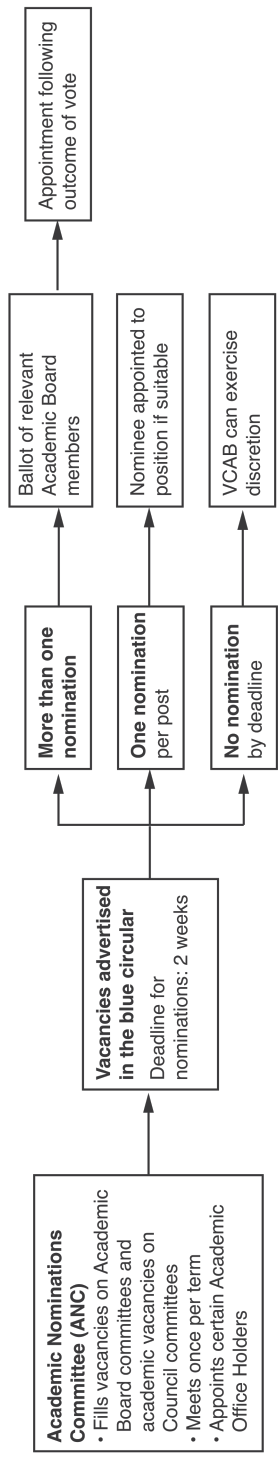 Academic Nominations
Committee (ANC)
• Fills vacancies on Academic
Board committees and
academic vacancies on
Council committees
• Meets once per term
• Appoints certain Academic
Office Holders
Vacancies advertised
in the blue circular
Deadline for
nominations: 2 weeks
More than one
nomination
Ballot of relevant
Academic Board
members
Appointment following
outcome of vote
One nomination
per post
Nominee appointed to
position if suitable
No nomination
by deadline
VCAB can exercise
discretion